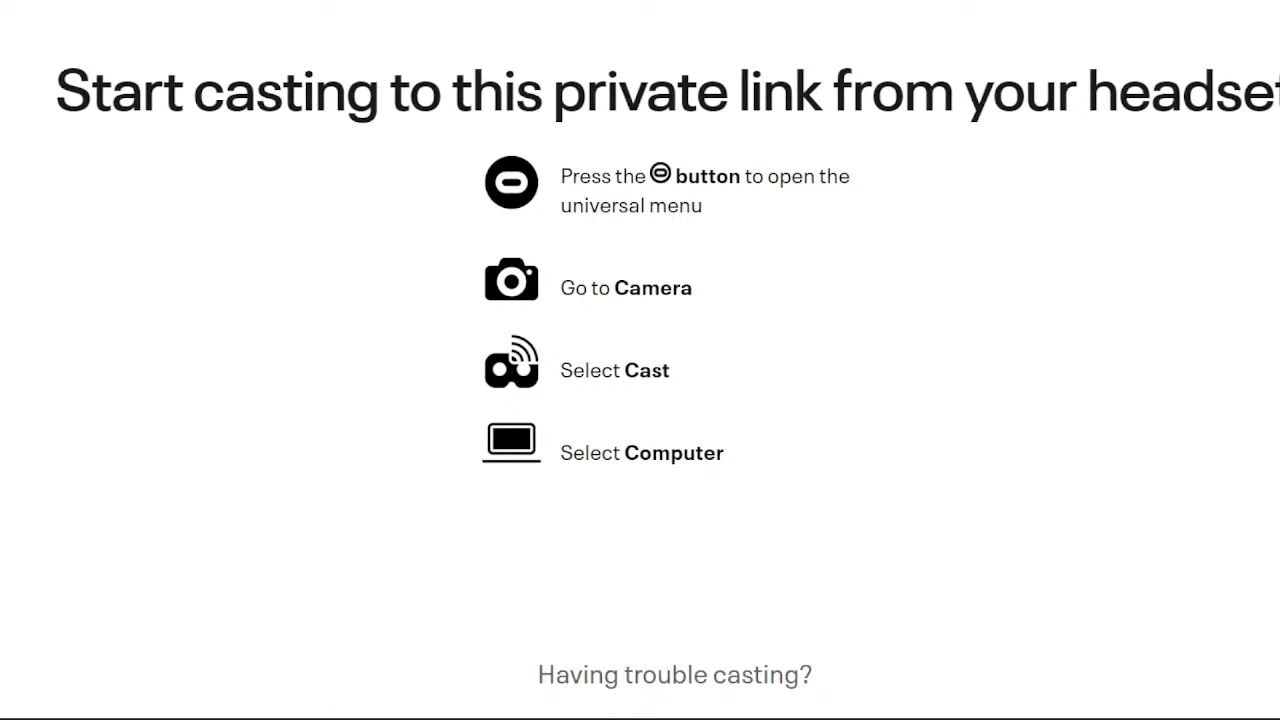 Start casting to this private link from your headset
Press the button to open the
universal menu
Go to Camera
Select Cast
Select Computer
Having trouble casting?